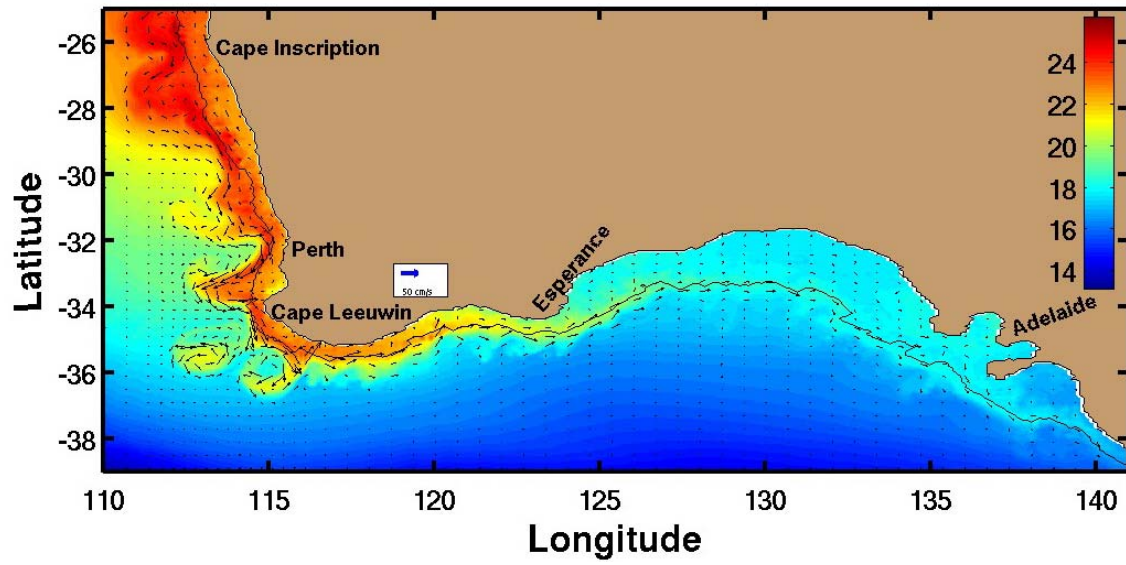 -26
-28
-30
-32
-34
-36
-38
Latitude
Cape Inscription
Perth
Cape Leeuwin
50 cm/s
Esperance
Adelaide
24
22
20
18
16
14
110 115 120 125 130 135 140
Longitude